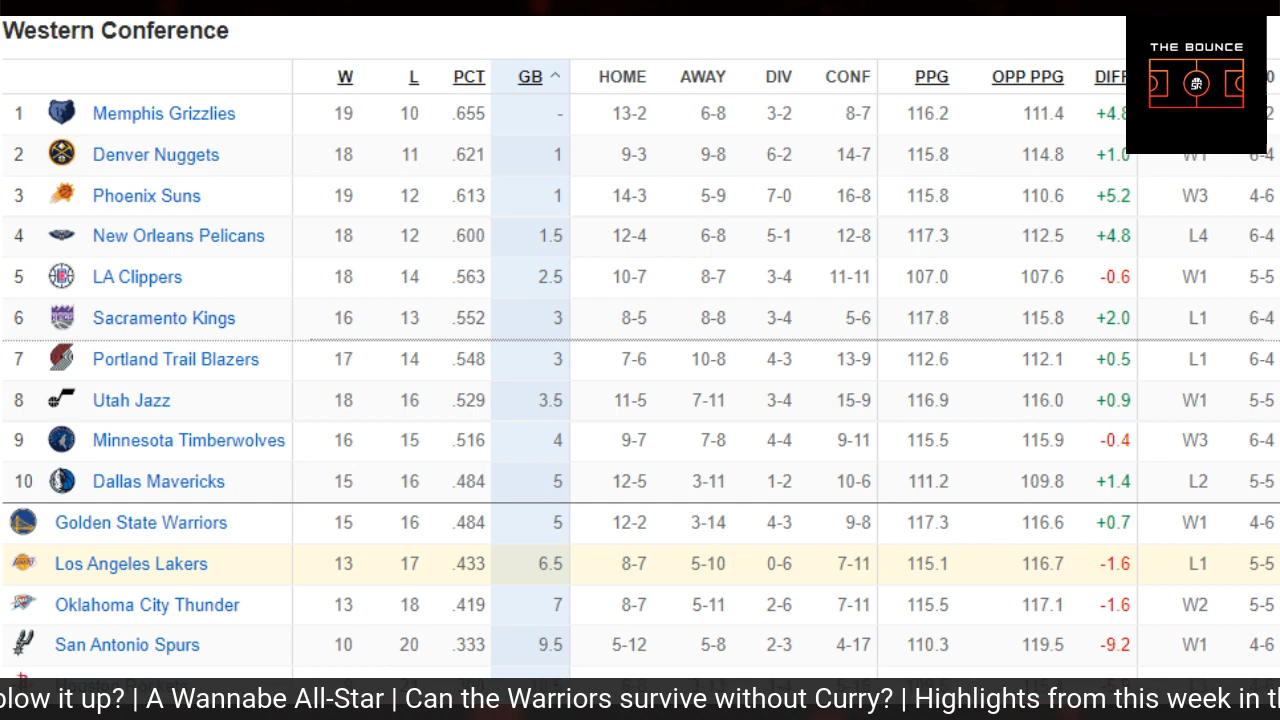 Western Conference
THE BOUNCE
W L PCT GB ^ HOME AWAY DIV CONF PPG OPP PPG DIFF
1 Memphis Grizzlies 19 10 .655 - 13-2 6-8 3-2 8-7 116.2 111.4 +4.8
2 Denver Nuggets 18 11 .621 1 9-3 9-8 6-2 14-7 115.8 114.8 +1.0 W1 6-4
3 Phoenix Suns 19 12 .613 1 14-3 5-9 7-0 16-8 115.8 110.6 +5.2 W3 4-6
4 New Orleans Pelicans 18 12 .600 1.5 12-4 6-8 5-1 12-8 117.3 112.5 +4.8 L4 6-4
5 LA Clippers 18 14 .563 2.5 10-7 8-7 3-4 11-11 107.0 107.6 -0.6 W1 5-5
6 Sacramento Kings 16 13 .552 3 8-5 8-8 3-4 5-6 117.8 115.8 +2.0 L1 6-4
7 Portland Trail Blazers 17 14 .548 3 7-6 10-8 4-3 13-9 112.6 112.1 +0.5 L1 6-4
8 Utah Jazz 18 16 .529 3.5 11-5 7-11 3-4 15-9 116.9 116.0 +0.9 W1 5-5
9 Minnesota Timberwolves 16 15 .516 4 9-7 7-8 4-4 9-11 115.5 115.9 -0.4 W3 6-4
10 Dallas Mavericks 15 16 .484 5 12-5 3-11 1-2 10-6 111.2 109.8 +1.4 L2 5-5
Golden State Warriors 15 16 .484 5 12-2 3-14 4-3 9-8 117.3 116.6 +0.7 W1 4-6
Los Angeles Lakers 13 17 .433 6.5 8-7 5-10 0-6 7-11 115.1 116.7 -1.6 L1 5-5
Oklahoma City Thunder 13 18 .419 7 8-7 5-11 2-6 7-11 115.5 117.1 -1.6 W2 5-5
San Antonio Spurs 10 20 .333 9.5 5-12 5-8 2-3 4-17 110.3 119.5 -9.2 W1 4-6
blow it up? | A Wannabe All-Star | Can the Warriors survive without Curry? | Highlights from this week in t